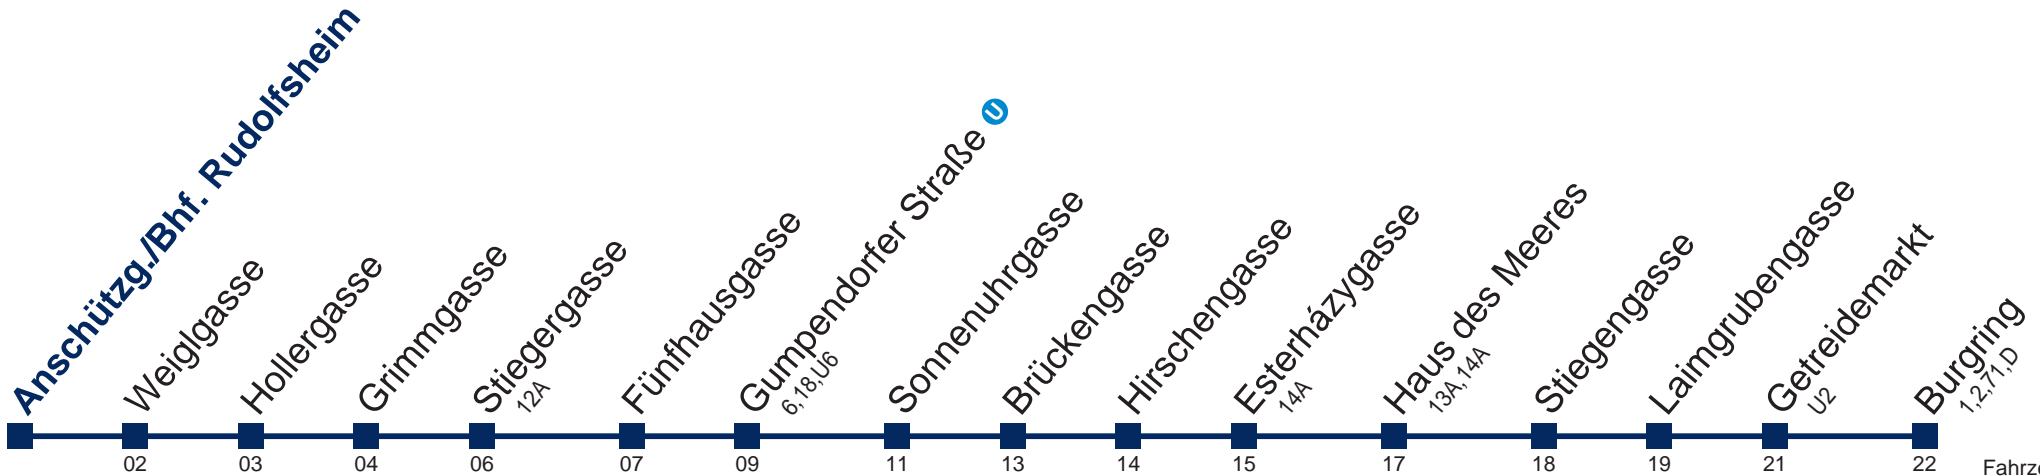 Anschützg./Bhf. Rudolfsheim
Weiglgasse
Hollergasse
Grimmgasse
Stiegergasse
12A
Fünfhausgasse
Gumpendorfer Straße U
6,18,U6
Sonnenuhrgasse
Brückengasse
Hirschengasse
Esterházygasse
14A
Haus des Meeres
13A,14A
Stiegengasse
Laimgrubengasse
Getreidemarkt
U2
Burgring
1,2,71,D
02 03 04 06 07 09 11 13 14 15 17 18 19 21 22 Fahrze